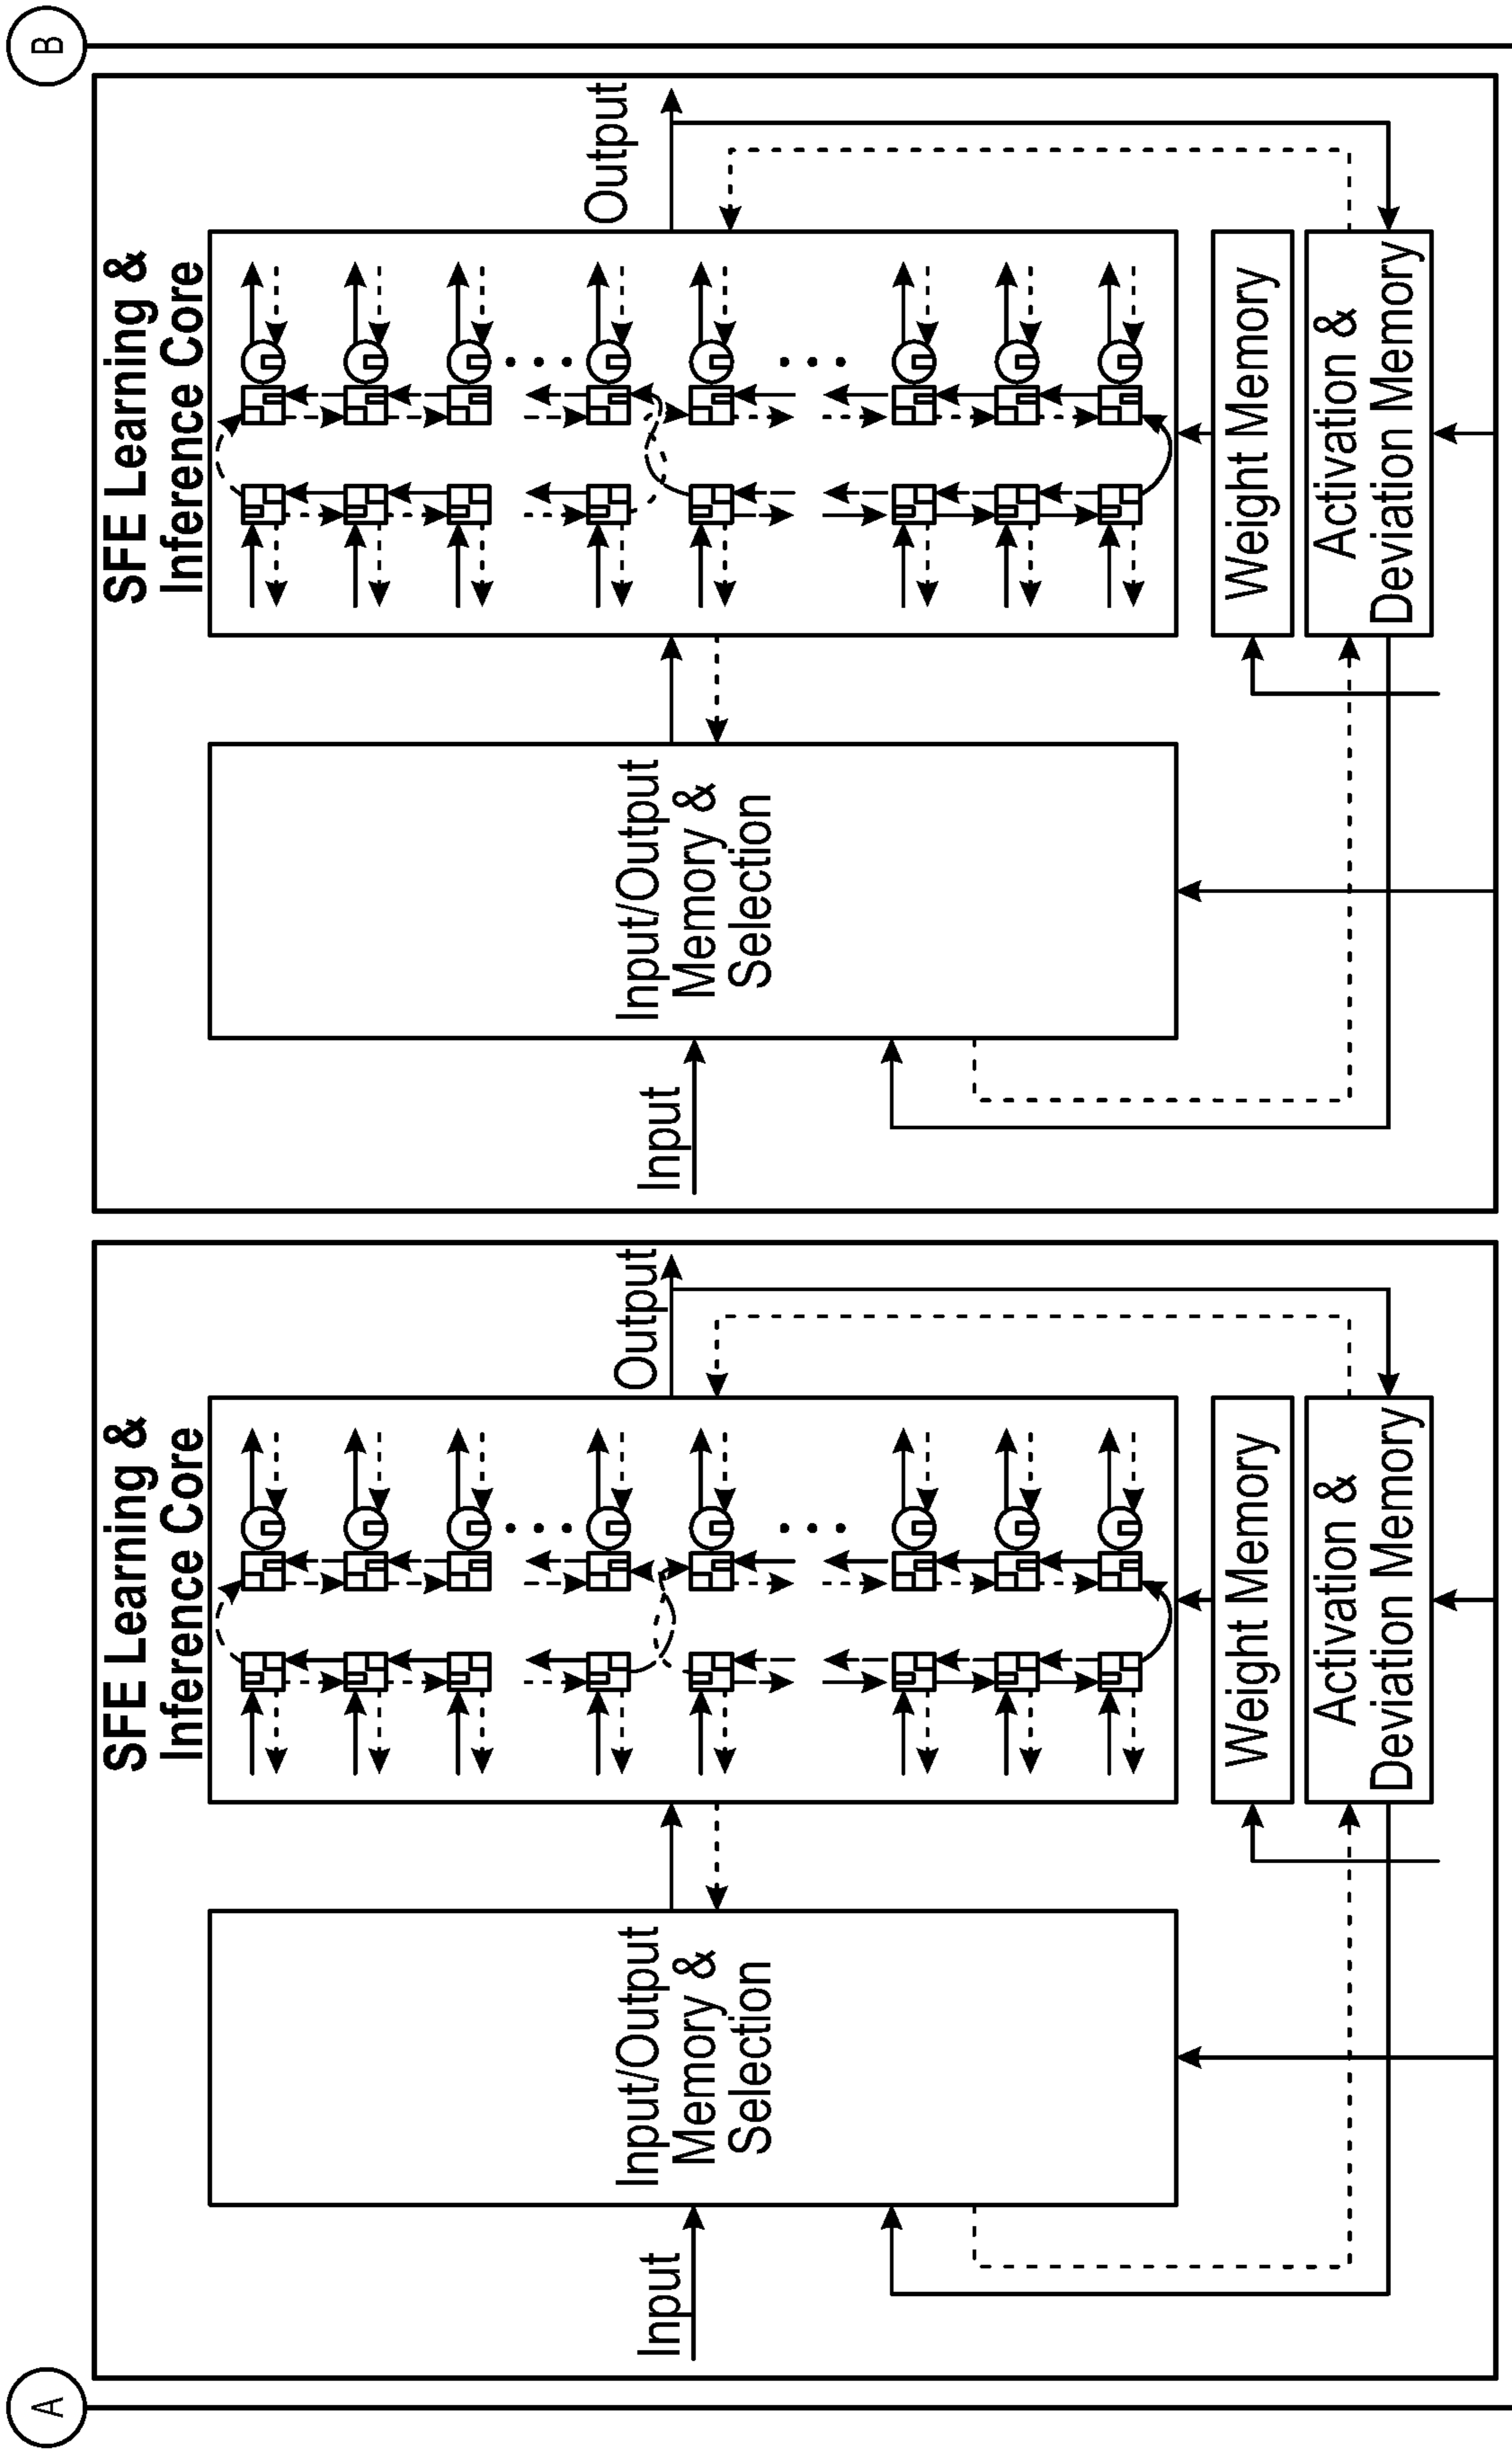 A
SFE Learning &
Inference Core
Input
Input/Output
Memory &
Selection
Output
Weight Memory
Activation &
Deviation Memory
B
SFE Learning &
Inference Core
Input
Input/Output
Memory &
Selection
Output
Weight Memory
Activation &
Deviation Memory